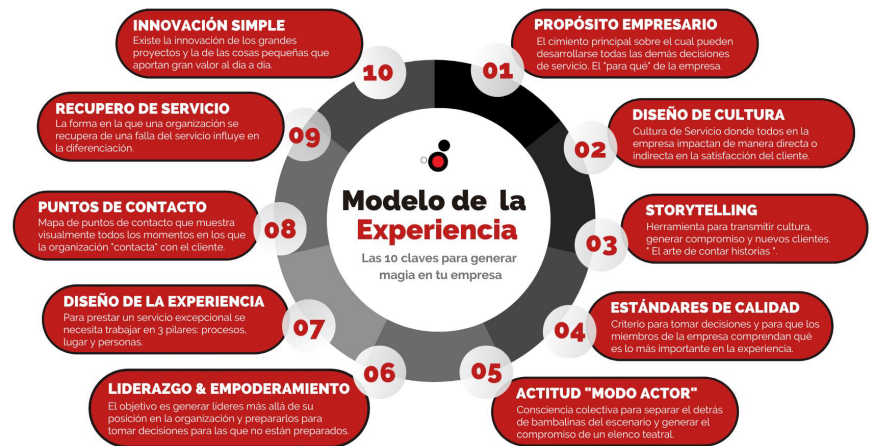 Modelo de la
Experiencia
Las 10 claves para generar
magia en tu empresa
01
PROPÓSITO EMPRESARIO
El cimiento principal sobre el cual pueden
desarrollarse todas las demás decisiones
de servicio. El "para qué" de la empresa.
02
DISEÑO DE CULTURA
Cultura de Servicio donde todos en la
empresa impactan de manera directa o
indirecta en la satisfacción del cliente.
03
STORYTELLING
Herramienta para transmitir cultura,
generar compromiso y nuevos clientes.
" El arte de contar historias ".
04
ESTÁNDARES DE CALIDAD
Criterio para tomar decisiones y para que los
miembros de la empresa comprendan qué
es lo más importante en la experiencia.
05
ACTITUD "MODO ACTOR"
Consciencia colectiva para separar el detrás
de bambalinas del escenario y generar el
compromiso de un elenco teatral.
06
LIDERAZGO & EMPODERAMIENTO
El objetivo es generar líderes más allá de su
posición en la organización y prepararlos para
tomar decisiones para las que no están preparados.
07
DISEÑO DE LA EXPERIENCIA
Para prestar un servicio excepcional se
necesita trabajar en 3 pilares: procesos,
lugar y personas.
08
PUNTOS DE CONTACTO
Mapa de puntos de contacto que muestra
visualmente todos los momentos en los que
la organización "contacta" con el cliente.
09
RECUPERO DE SERVICIO
La forma en la que una organización se
recupera de una falla del servicio influye en
la diferenciación.
10
INNOVACIÓN SIMPLE
Existe la innovación de los grandes
proyectos y la de las cosas pequeñas que
aportan gran valor al día a día.